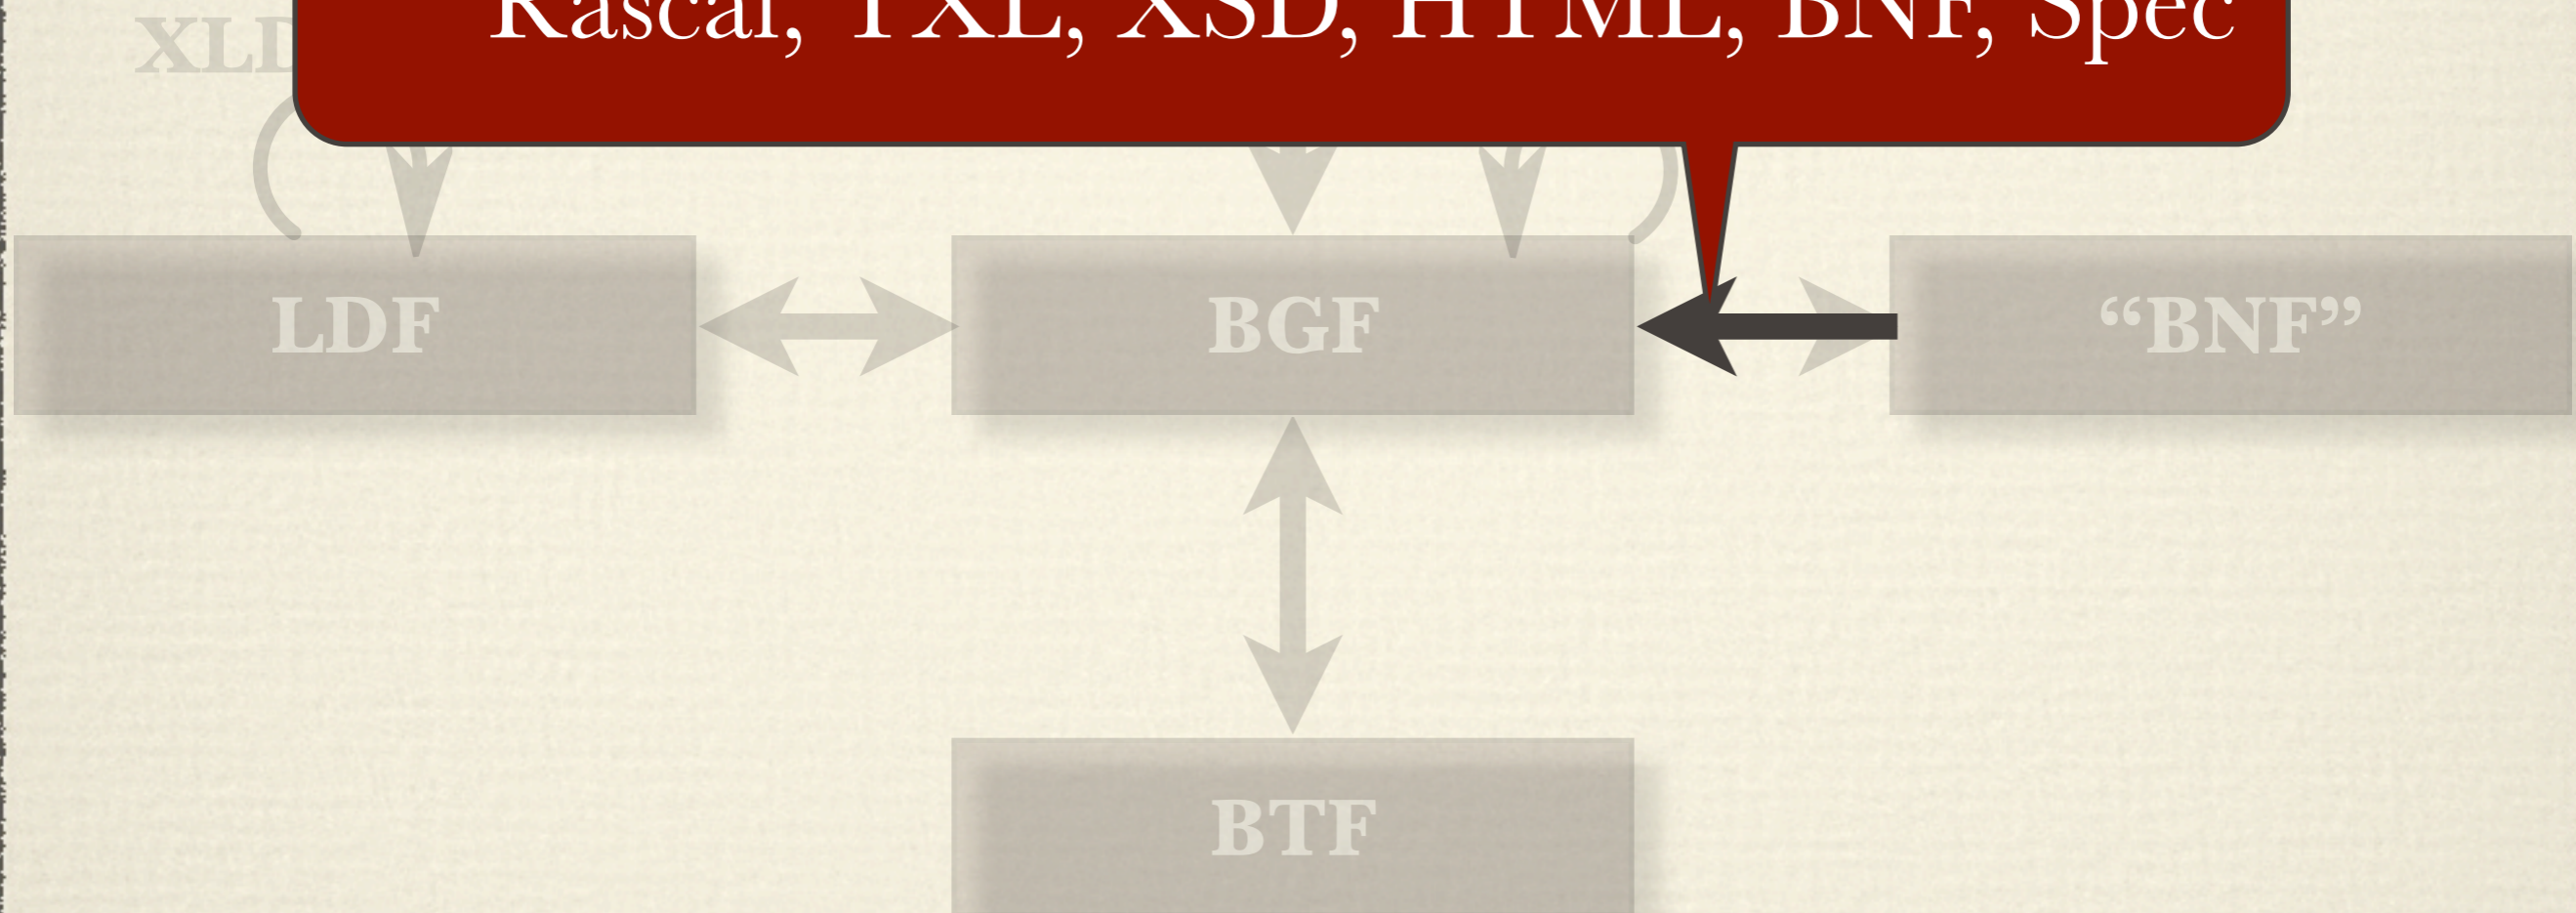 Rascal, TXL, XSD, HTML, BNF, Spec
LDF
BGF
“BNF”
BTF